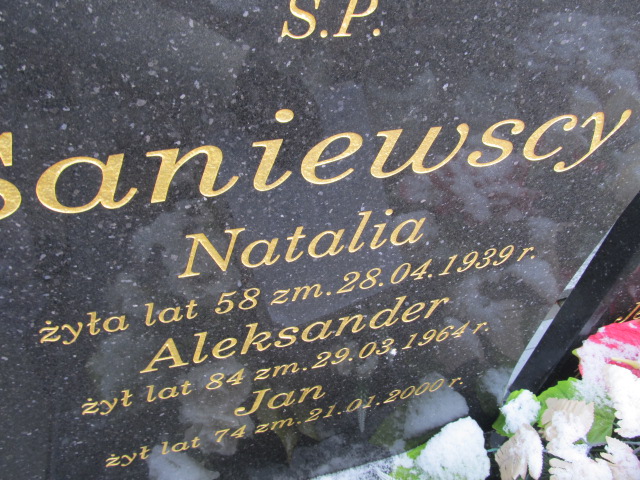 Ś.P.
Saniewscy
Natalia
żyła lat 58 zm. 28.04.1939 r.
Aleksander
żył lat 84 zm. 29.03.1964 r.
Jan
żył lat 74 zm. 21.01.2000 r.